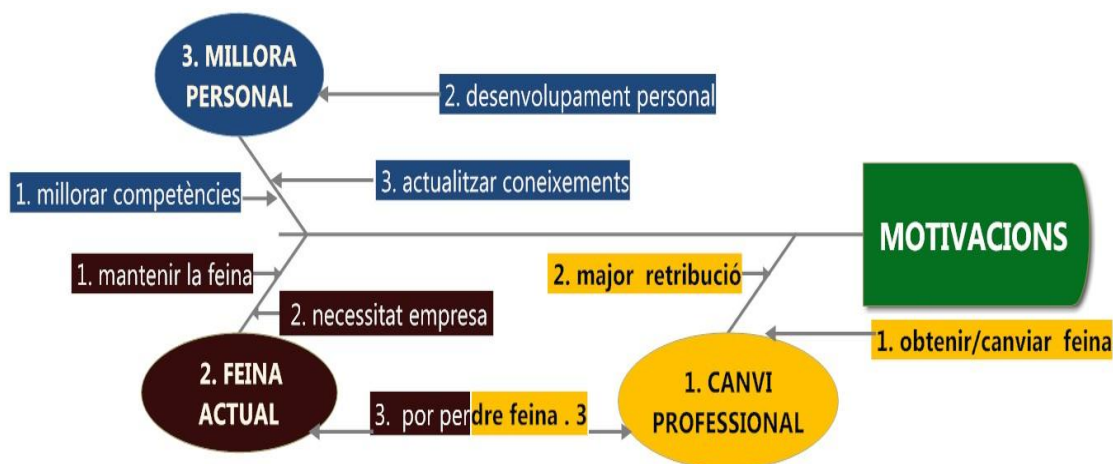 3. MILLORA
PERSONAL
2. desenvolupament personal
3. actualitzar coneixements
1. millorar competències
MOTIVACIONS
1. mantenir la feina
2. major retribució
2. necessitat empresa
1. obtenir/canviar feina
2. FEINA
ACTUAL
1. CANVI
PROFESSIONAL
3. por perdre feina . 3